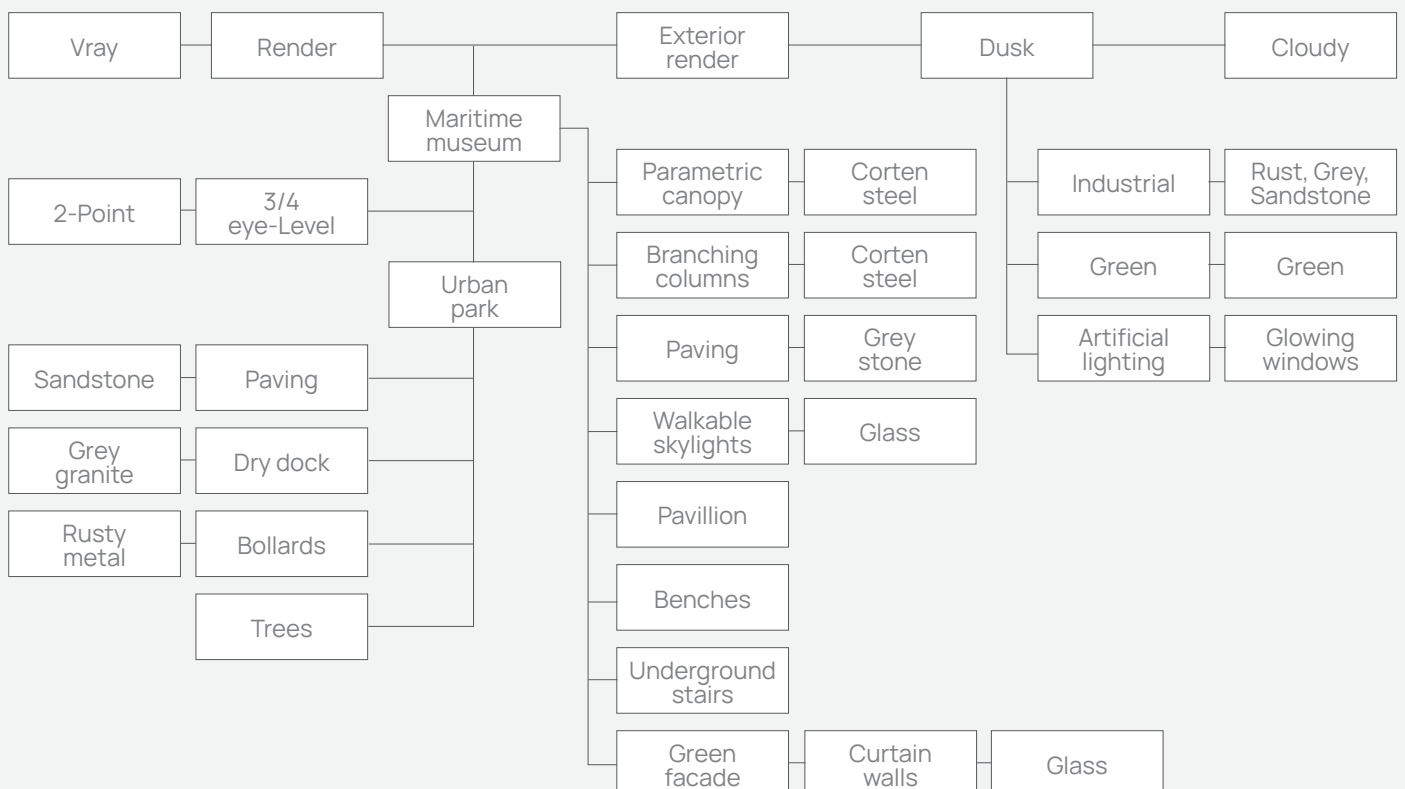 Vray
Render
Exterior
render
Dusk
Cloudy
Maritime
museum
Parametric
canopy
Corten
steel
Industrial
Rust, Grey,
Sandstone
2-Point
3/4
eye-Level
Branching
columns
Corten
steel
Green
Green
Urban
park
Paving
Grey
stone
Artificial
lighting
Glowing
windows
Sandstone
Paving
Walkable
skylights
Glass
Grey
granite
Dry dock
Pavillion
Rusty
metal
Bollards
Benches
Trees
Underground
stairs
Green
facade
Curtain
walls
Glass